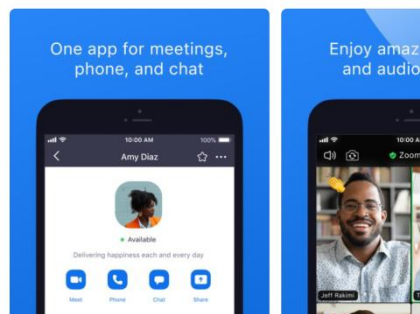 One app for meetings,
phone, and chat
10:00 AM
100%
Amy Diaz
Available
Delivering happiness each and every day
Meet
Phone
Chat
Share
Enjoy
and audio
10:00
Zoom
Jeff Rakimi